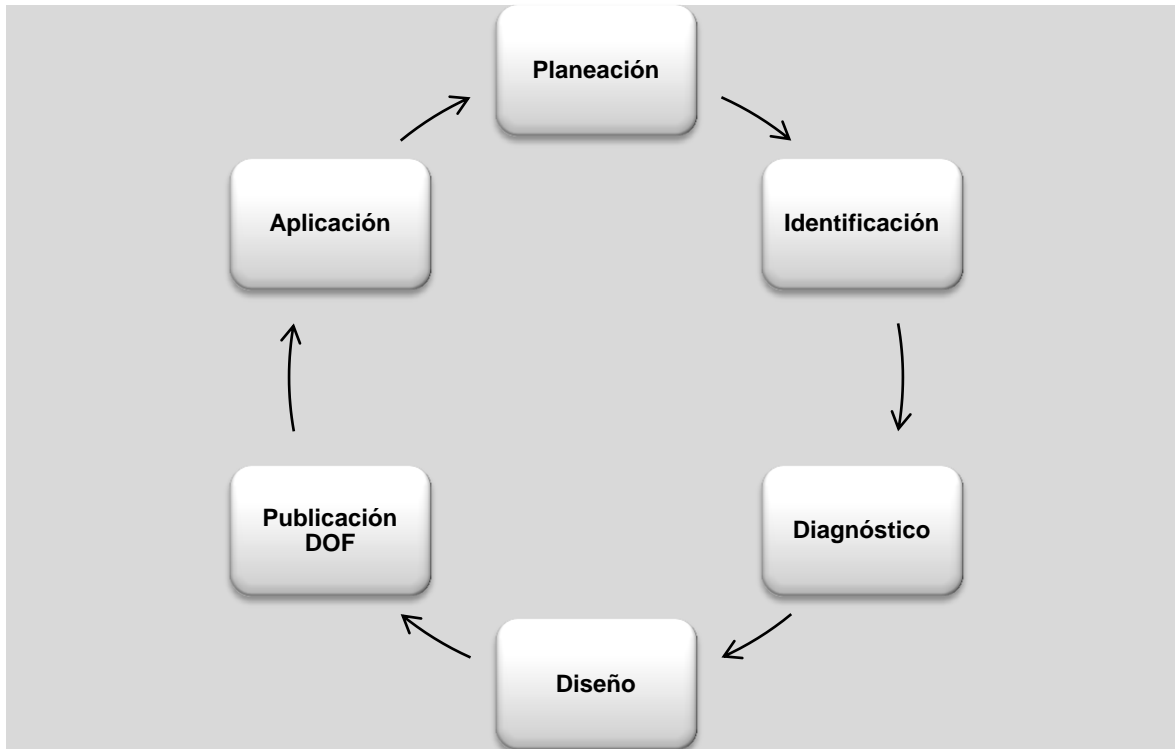 Planeación
Identificación
Diagnóstico
Diseño
Publicación
DOF
Aplicación